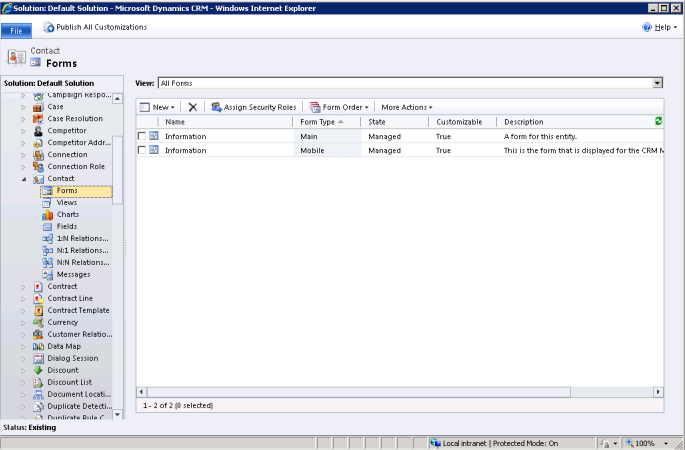 Solution: Default Solution - Microsoft Dynamics CRM - Windows Internet Explorer
File Publish All Customizations Help
Contact
Forms
Solution: Default Solution
Campaign Respo...
Case
Case Resolution
Competitor
Competitor Addr...
Connection
Connection Role
Contact
Forms
Views
Charts
Fields
1:N Relations...
N:1 Relations...
N:N Relations...
Messages
Contract
Contract Line
Contract Template
Currency
Customer Relatio...
Data Map
Dialog Session
Discount
Discount List
Document Locati...
Duplicate Detecti...
Duplicate Rule C...
View: All Forms
New Assign Security Roles Form Order More Actions
Name Form Type State Customizable Description
Information Main Managed True A form for this entity.
Information Mobile Managed True This is the form that is displayed for the CRM M
1 - 2 of 2 (0 selected)
Status: Existing
Local intranet | Protected Mode: On 100%